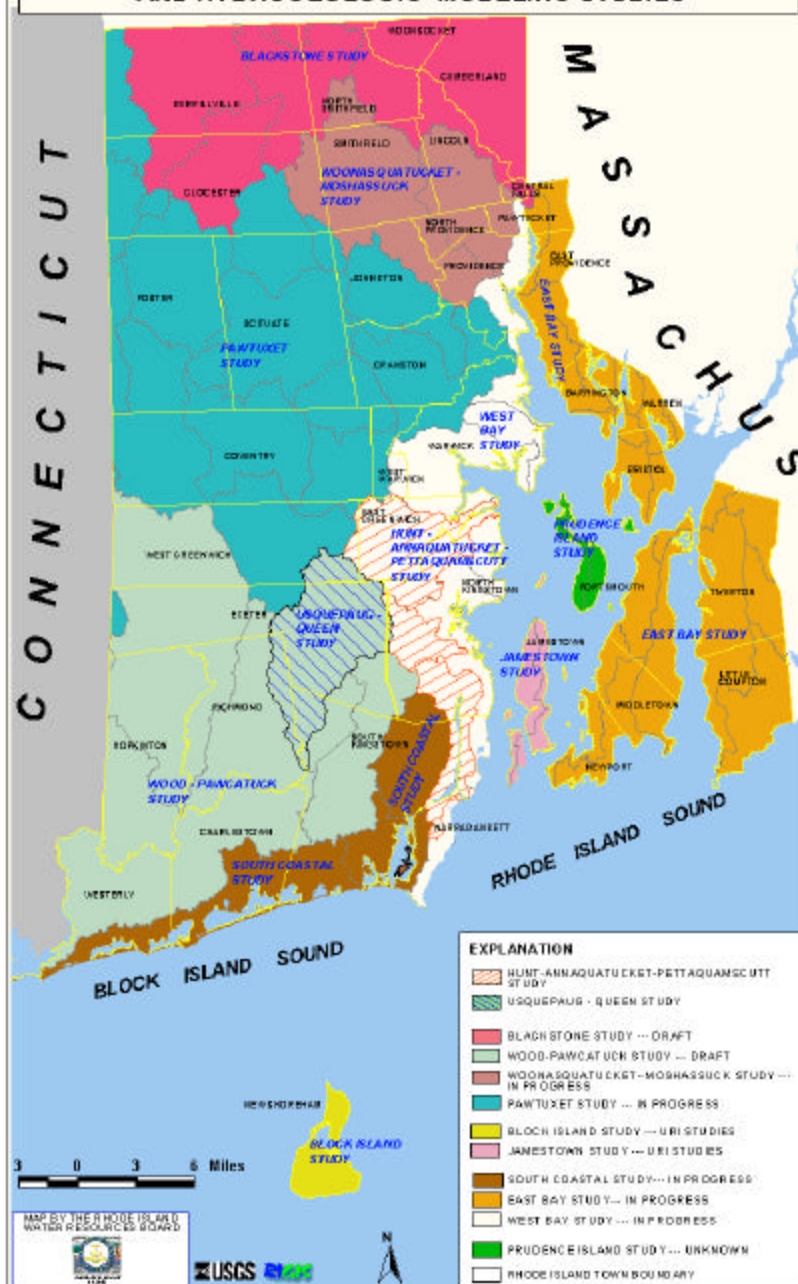 BLACKSTONE STUDY
WOONSOCKET
CUMBERLAND
BURRILLVILLE
NORTH
SMITHFIELD
SMITHFIELD
LINCOLN
GLOCESTER
WOONASQUATUCKET -
MOSHASSUCK
STUDY
CENTRAL
FALLS
PAWTUCKET
NORTH
PROVIDENCE
EAST
PROVIDENCE
PROVIDENCE
JOHNSTON
FOSTER
SCITUATE
PAWTUXET
STUDY
CRANSTON
EAST BAY STUDY
BARRINGTON
WARREN
WEST
BAY
STUDY
WARWICK
COVENTRY
WEST
WARWICK
BRISTOL
EAST
GREENWICH
HUNT -
ANNAQUATUCKET -
PETTAQUAMSCUTT
STUDY
PRUDENCE
ISLAND
STUDY
WEST GREENWICH
PORTSMOUTH
NORTH
KINGSTOWN
TIVERTON
EXETER
USQUEPAUG -
QUEEN
STUDY
EAST BAY STUDY
JAMESTOWN
JAMESTOWN
STUDY
LITTLE
COMPTON
RICHMOND
MIDDLETOWN
SOUTH
KINGSTOWN
HOPKINTON
SOUTH COASTAL
STUDY
NEWPORT
WOOD - PAWCATUCK
STUDY
CHARLESTOWN
NARRAGANSETT
SOUTH COASTAL
STUDY
WESTERLY
CONNECTICUT
MASSACHUS
RHODE ISLAND SOUND
BLOCK ISLAND SOUND
NEW SHOREHAM
BLOCK ISLAND
STUDY
3 0 3 6 Miles
MAP BY THE RHODE ISLAND
WATER RESOURCES BOARD
USGS
N
EXPLANATION
HUNT-ANNAQUATUCKET-PETTAQUAMSCUTT
STUDY
USQUEPAUG - QUEEN STUDY
BLACKSTONE STUDY --- DRAFT
WOOD-PAWCATUCK STUDY --- DRAFT
WOONASQUATUCKET--MOSHASSUCK STUDY ---
IN PROGRESS
PAWTUXET STUDY --- IN PROGRESS
BLOCK ISLAND STUDY --- URI STUDIES
JAMESTOWN STUDY --- URI STUDIES
SOUTH COASTAL STUDY--- IN PROGRESS
EAST BAY STUDY--- IN PROGRESS
WEST BAY STUDY --- IN PROGRESS
PRUDENCE ISLAND STUDY --- UNKNOWN
RHODE ISLAND TOWN BOUNDARY